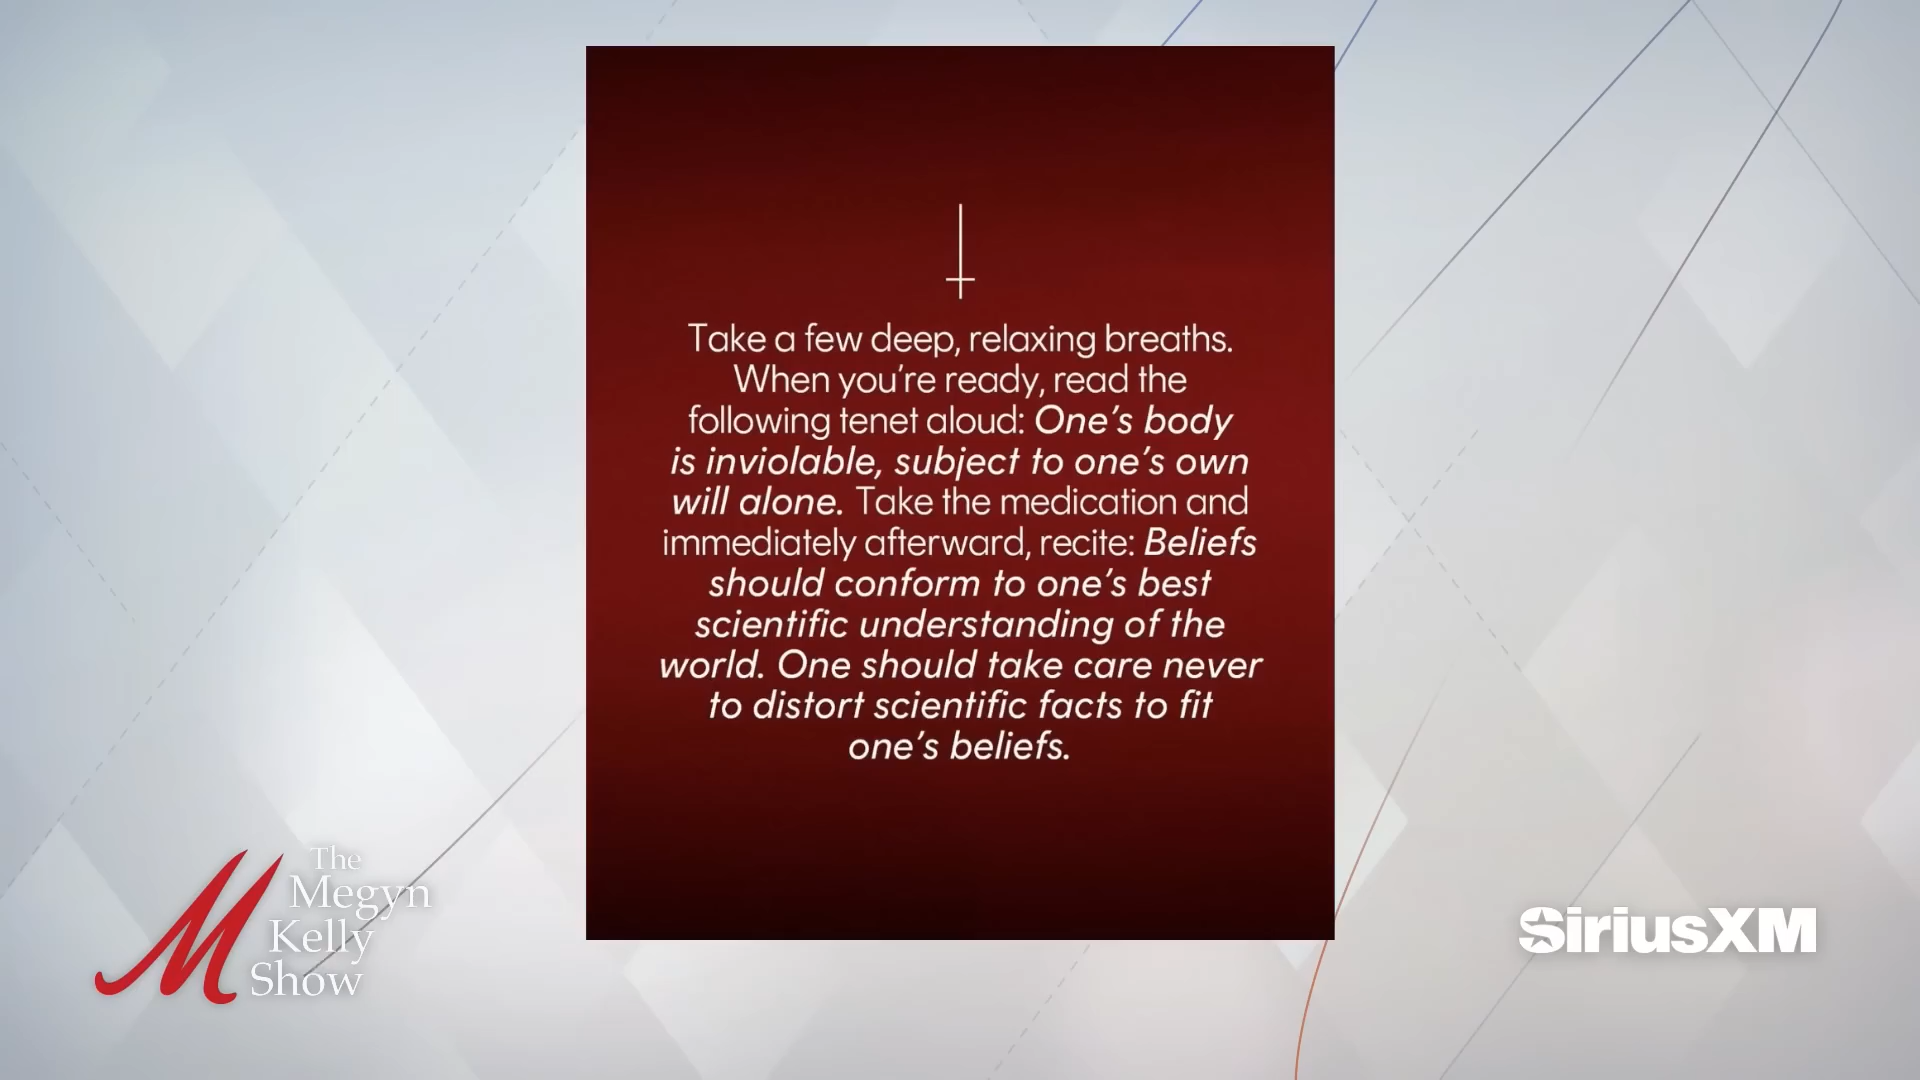 Take a few deep, relaxing breaths.
When you're ready, read the
following tenet aloud: One's body
is inviolable, subject to one's own
will alone. Take the medication and
immediately afterward, recite: Beliefs
should conform to one's best
scientific understanding of the
world. One should take care never
to distort scientific facts to fit
one's beliefs.
The
Megyn
Kelly
Show
SiriusXM